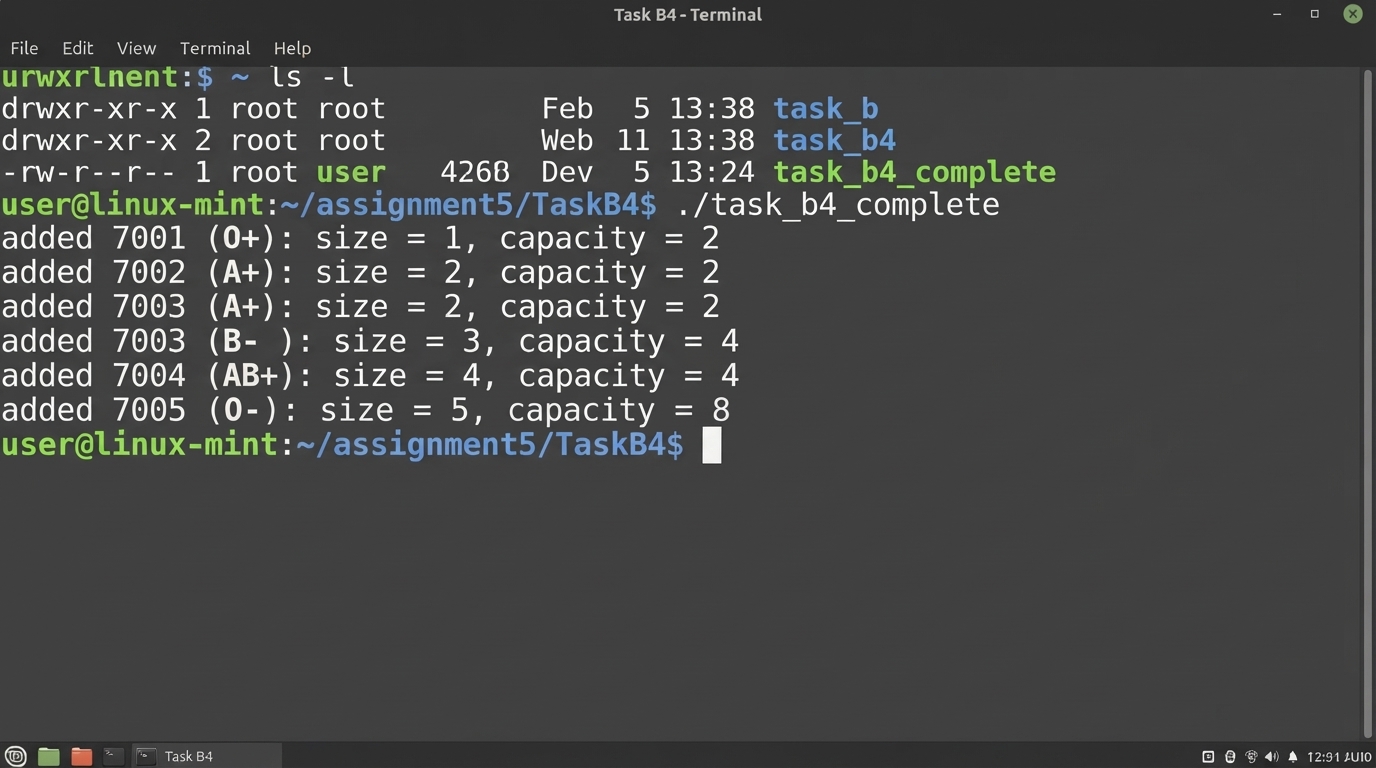 Task B4 - Terminal
File Edit View Terminal Help
urwxrlnent:$ ~ ls -l
drwxr-xr-x 1 root root Feb 5 13:38 task_b
drwxr-xr-x 2 root root Web 11 13:38 task_b4
-rw-r--r-- 1 root user 4268 Dev 5 13:24 task_b4_complete
user@linux-mint:~/assignment5/TaskB4$ ./task_b4_complete
added 7001 (O+): size = 1, capacity = 2
added 7002 (A+): size = 2, capacity = 2
added 7003 (A+): size = 2, capacity = 2
added 7003 (B- ): size = 3, capacity = 4
added 7004 (AB+): size = 4, capacity = 4
added 7005 (O-): size = 5, capacity = 8
user@linux-mint:~/assignment5/TaskB4$
Task B4